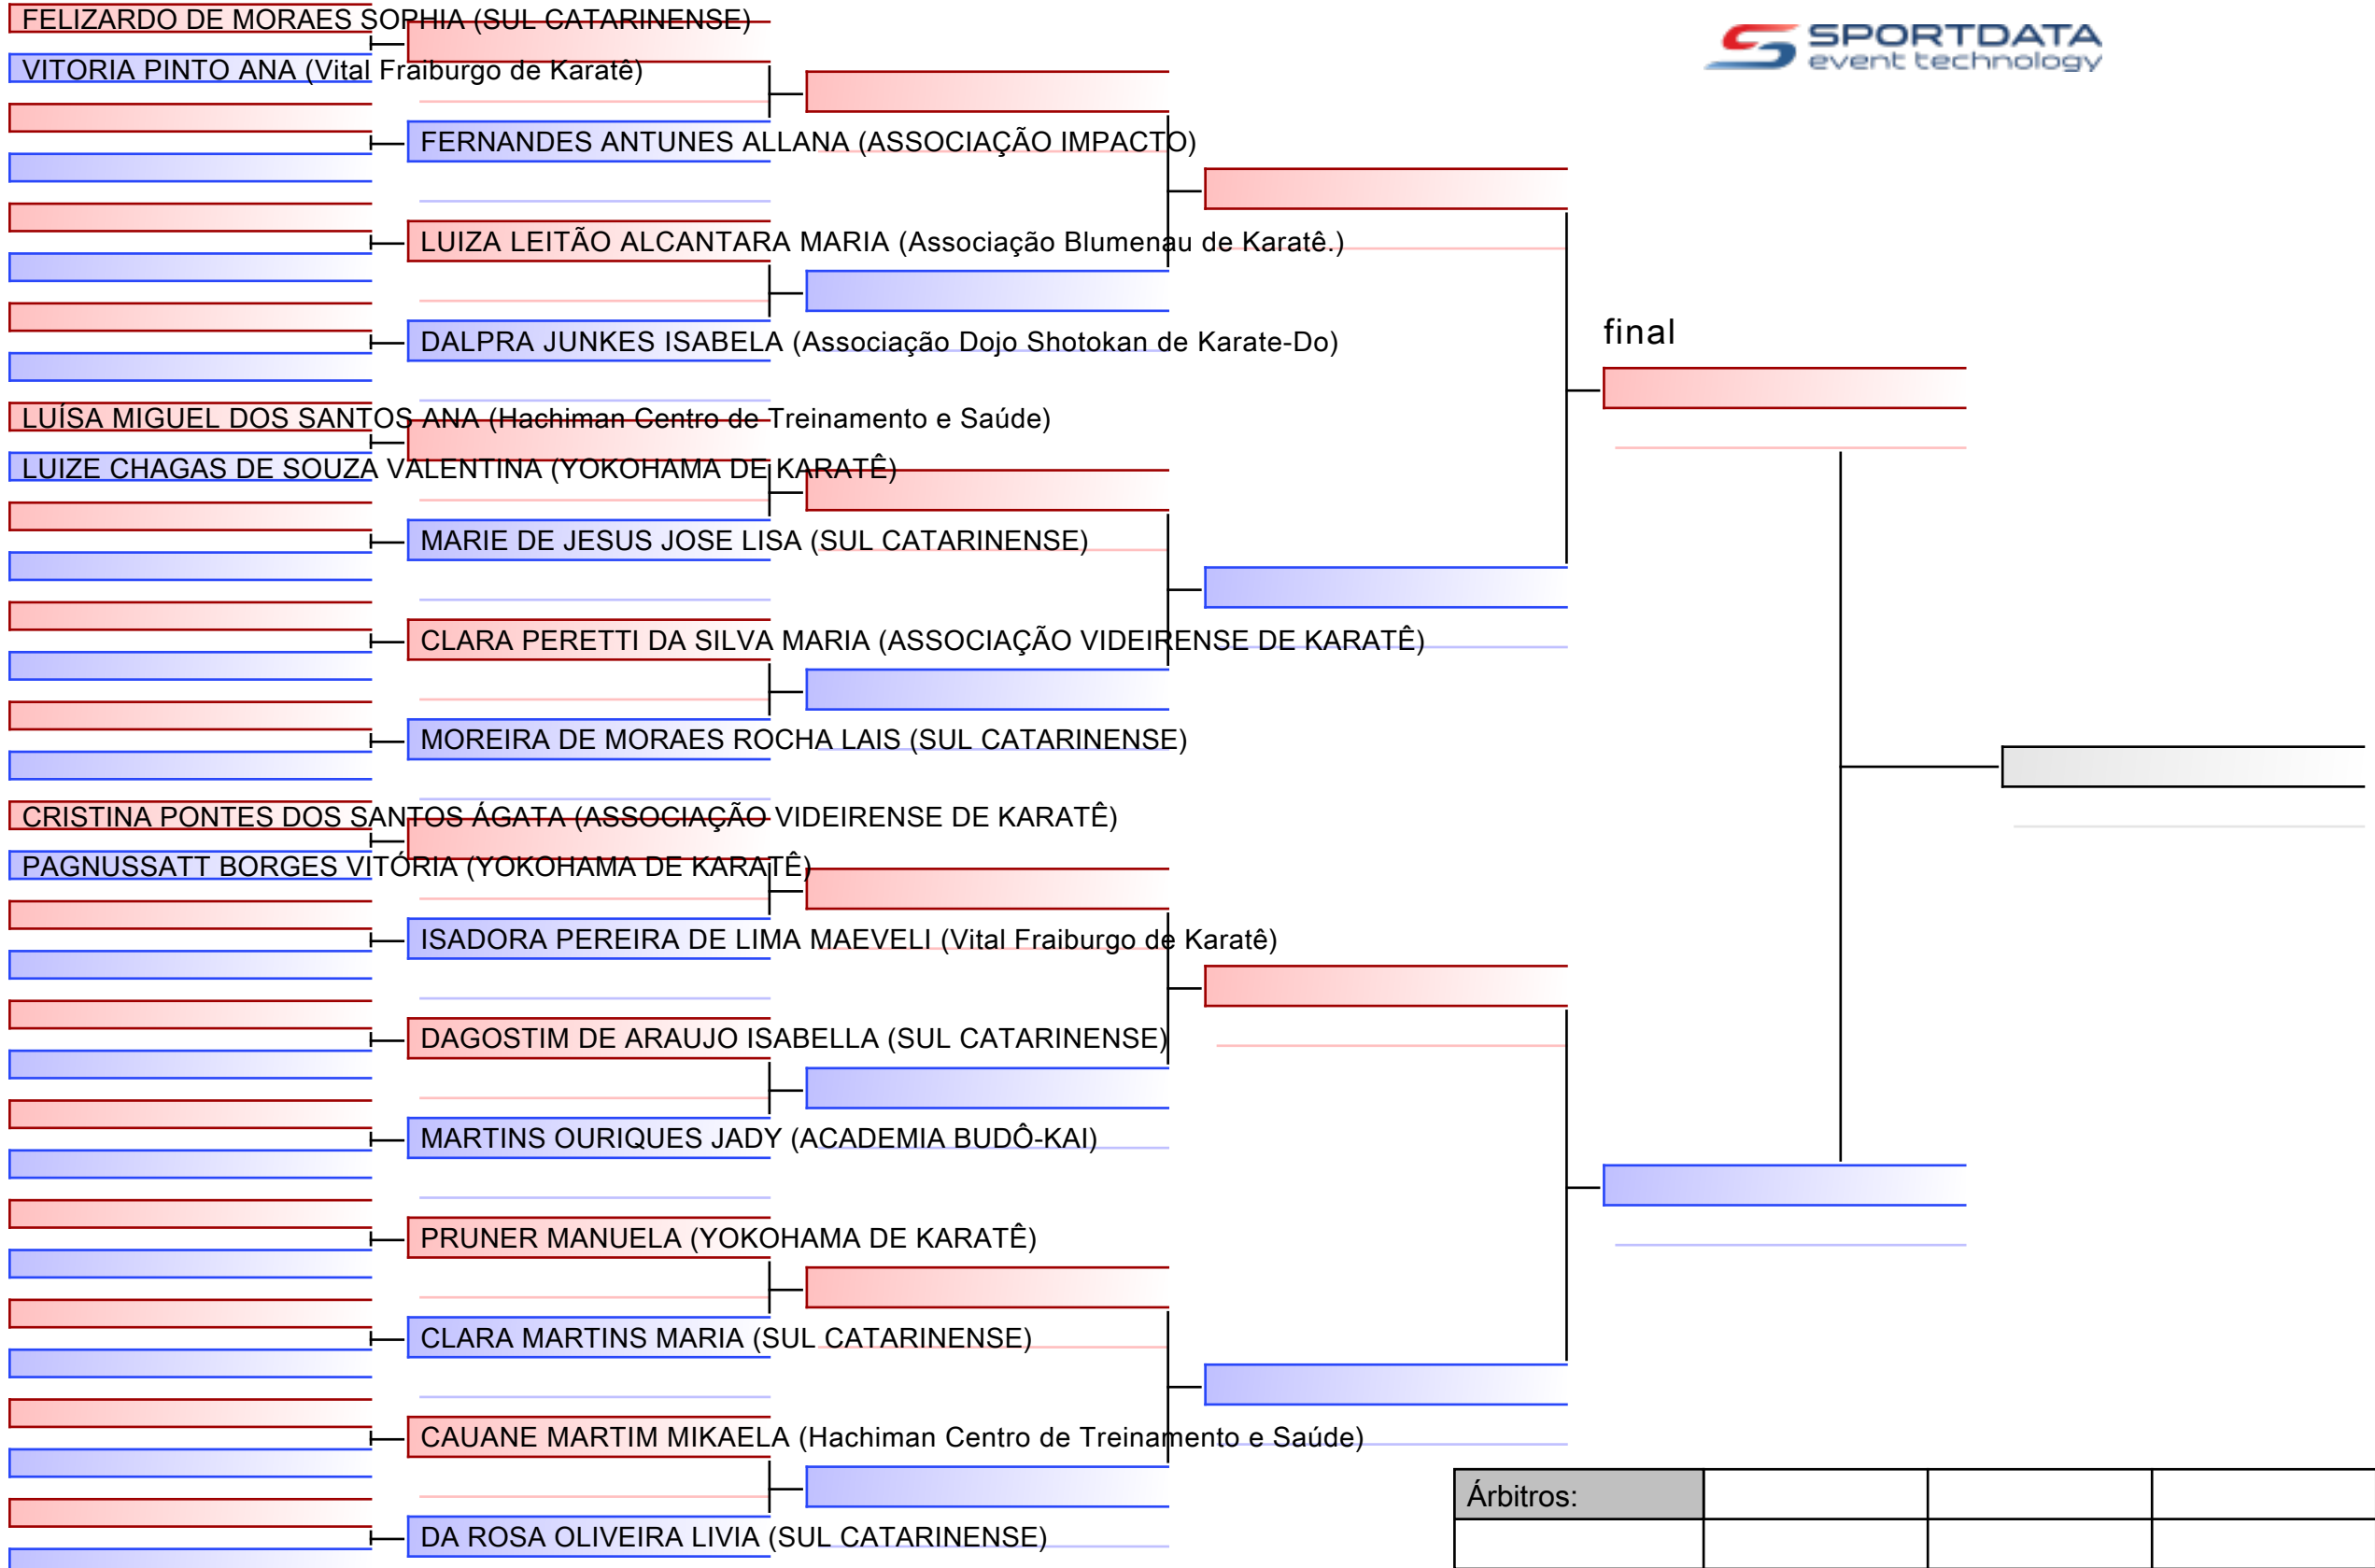 FELIZARDO DE MORAES SOPHIA (SUL CATARINENSE)
SPORTDATA
event technology
VITORIA PINTO ANA (Vital Fraiburgo de Karatê)
FERNANDES ANTUNES ALLANA (ASSOCIAÇÃO IMPACTO)
LUIZA LEITÃO ALCANTARA MARIA (Associação Blumenau de Karatê.)
final
DALPRA JUNKES ISABELA (Associação Dojo Shotokan de Karate-Do)
LUÍSA MIGUEL DOS SANTOS ANA (Hachiman Centro de Treinamento e Saúde)
LUIZE CHAGAS DE SOUZA VALENTINA (YOKOHAMA DE KARATÊ)
MARIE DE JESUS JOSE LISA (SUL CATARINENSE)
CLARA PERETTI DA SILVA MARIA (ASSOCIAÇÃO VIDEIRENSE DE KARATÊ)
MOREIRA DE MORAES ROCHA LAIS (SUL CATARINENSE)
CRISTINA PONTES DOS SANTOS ÁGATA (ASSOCIAÇÃO VIDEIRENSE DE KARATÊ)
PAGNUSSATT BORGES VITÓRIA (YOKOHAMA DE KARATÊ)
ISADORA PEREIRA DE LIMA MAEVELI (Vital Fraiburgo de Karatê)
DAGOSTIM DE ARAUJO ISABELLA (SUL CATARINENSE)
MARTINS OURIQUES JADY (ACADEMIA BUDÔ-KAI)
PRUNER MANUELA (YOKOHAMA DE KARATÊ)
CLARA MARTINS MARIA (SUL CATARINENSE)
CAUANE MARTIM MIKAELA (Hachiman Centro de Treinamento e Saúde)
Árbitros:
DA ROSA OLIVEIRA LIVIA (SUL CATARINENSE)